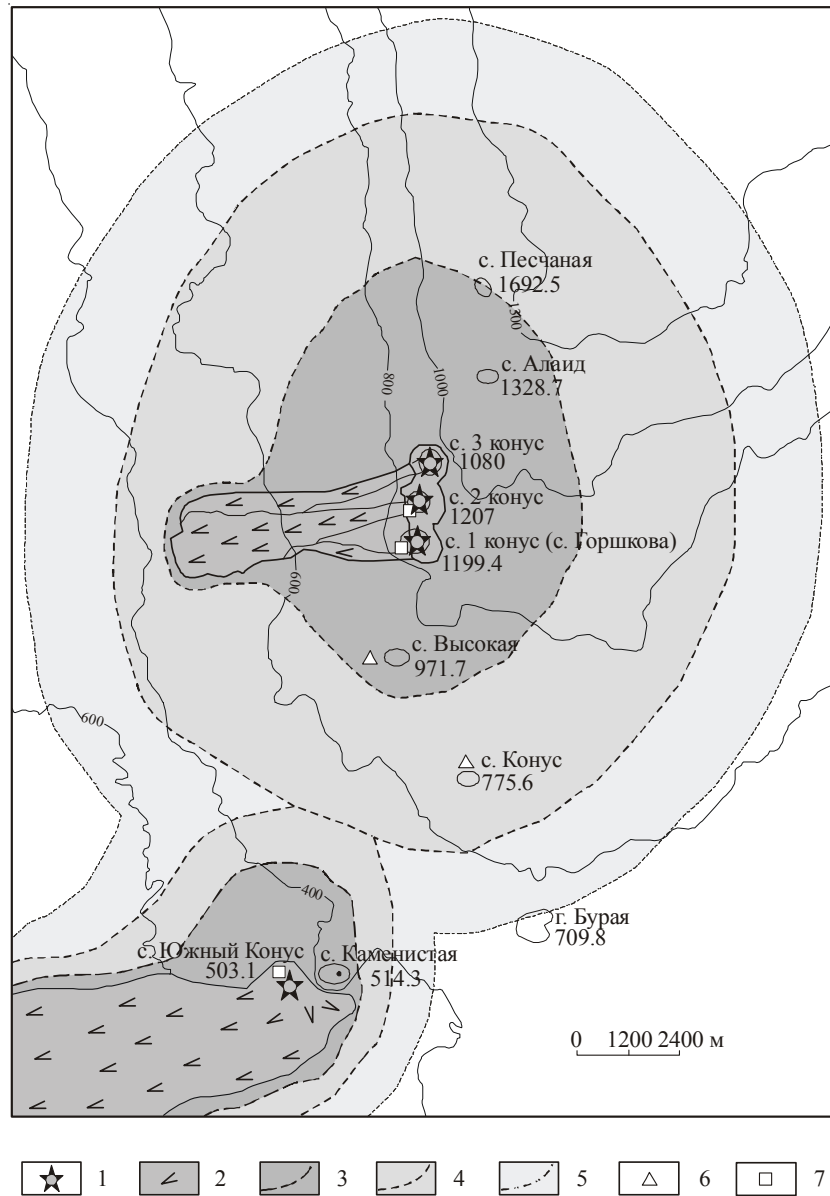 с. Песчаная
1692.5
1300
с. Алаид
1328.7
800
1000
с. 3 конус
1080
с. 2 конус
1207
с. 1 конус (с. Горшкова)
1199.4
600
с. Высокая
971.7
600
с. Конус
775.6
400
г. Бурая
709.8
с. Южный Конус
503.1
с. Каменистая
514.3
0 1200 2400 м
1 2 3 4 5 6 7